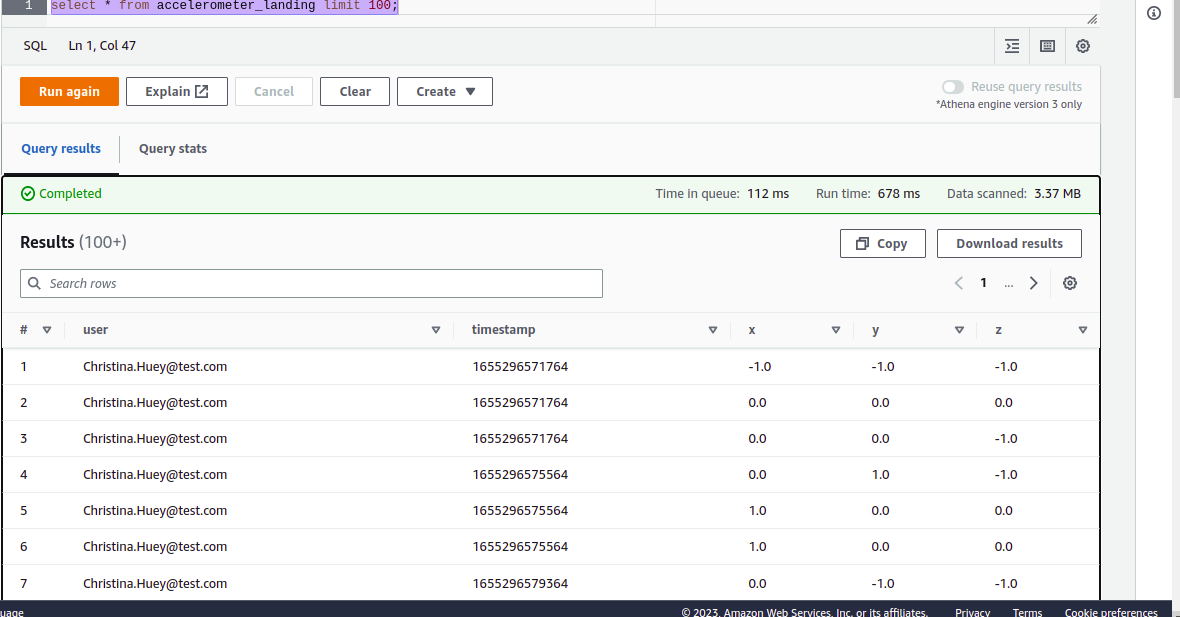 1 select * from accelerometer_landing limit 100;
SQL Ln 1, Col 47
Run again Explain Cancel Clear Create Reuse query results
*Athena engine version 3 only
Query results Query stats
Completed Time in queue: 112 ms Run time: 678 ms Data scanned: 3.37 MB
Results (100+) Copy Download results
Search rows 1 ...
# user timestamp x y z
1 Christina.Huey@test.com 1655296571764 -1.0 -1.0 -1.0
2 Christina.Huey@test.com 1655296571764 0.0 0.0 0.0
3 Christina.Huey@test.com 1655296571764 0.0 0.0 -1.0
4 Christina.Huey@test.com 1655296575564 0.0 1.0 -1.0
5 Christina.Huey@test.com 1655296575564 1.0 0.0 0.0
6 Christina.Huey@test.com 1655296575564 1.0 0.0 0.0
7 Christina.Huey@test.com 1655296579364 0.0 -1.0 -1.0
uage © 2023, Amazon Web Services, Inc. or its affiliates. Privacy Terms Cookie preferences